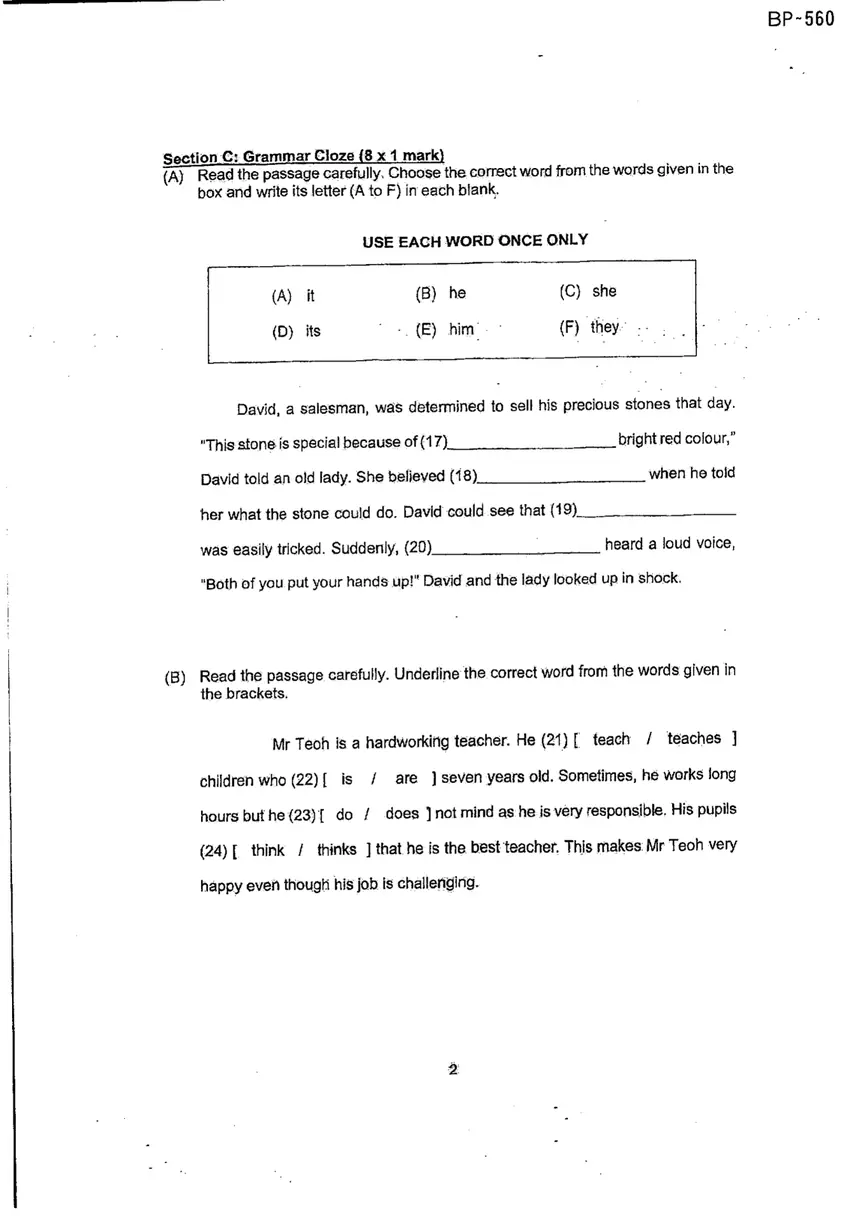 BP-560
Section C: Grammar Cloze (8 x 1 mark)
(A) Read the passage carefully. Choose the correct word from the words given in the
box and write its letter (A to F) in each blank.
USE EACH WORD ONCE ONLY
(A) it (B) he (C) she
(D) its (E) him (F) they
David, a salesman, was determined to sell his precious stones that day.
"This stone is special because of (17)____________________ bright red colour,"
David told an old lady. She believed (18)____________________ when he told
her what the stone could do. David could see that (19)____________________
was easily tricked. Suddenly, (20)____________________ heard a loud voice,
"Both of you put your hands up!" David and the lady looked up in shock.
(B) Read the passage carefully. Underline the correct word from the words given in
the brackets.
Mr Teoh is a hardworking teacher. He (21) [ teach / teaches ]
children who (22) [ is / are ] seven years old. Sometimes, he works long
hours but he (23) [ do / does ] not mind as he is very responsible. His pupils
(24) [ think / thinks ] that he is the best teacher. This makes Mr Teoh very
happy even though his job is challenging.
2